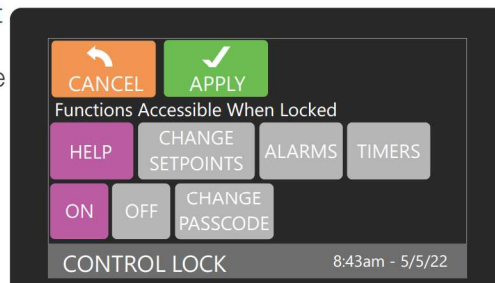 t
e
CANCEL
APPLY
Functions Accessible When Locked
HELP
CHANGE
SETPOINTS
ALARMS
TIMERS
ON
OFF
CHANGE
PASSCODE
CONTROL LOCK
8:43am - 5/5/22